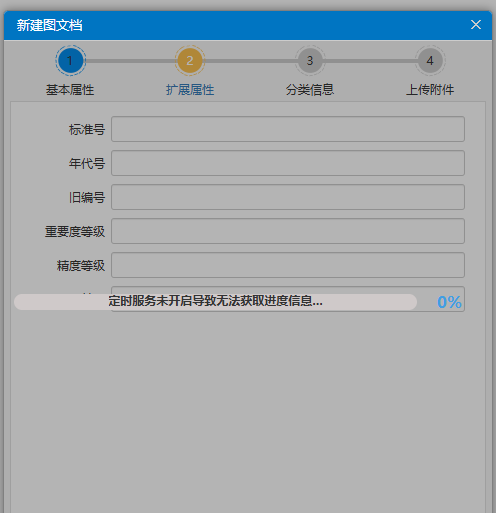 新建图文档
1 2 3 4
基本属性 扩展属性 分类信息 上传附件
标准号
年代号
旧编号
重要度等级
精度等级
定时服务未开启导致无法获取进度信息... 0%